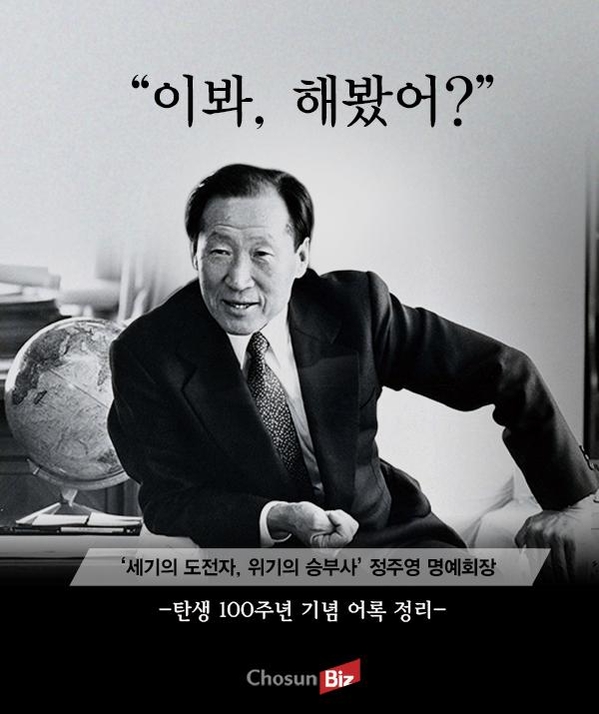 “이봐, 해봤어?”
‘세기의 도전자, 위기의 승부사’ 정주영 명예회장
–탄생 100주년 기념 어록 정리–
Chosun Biz